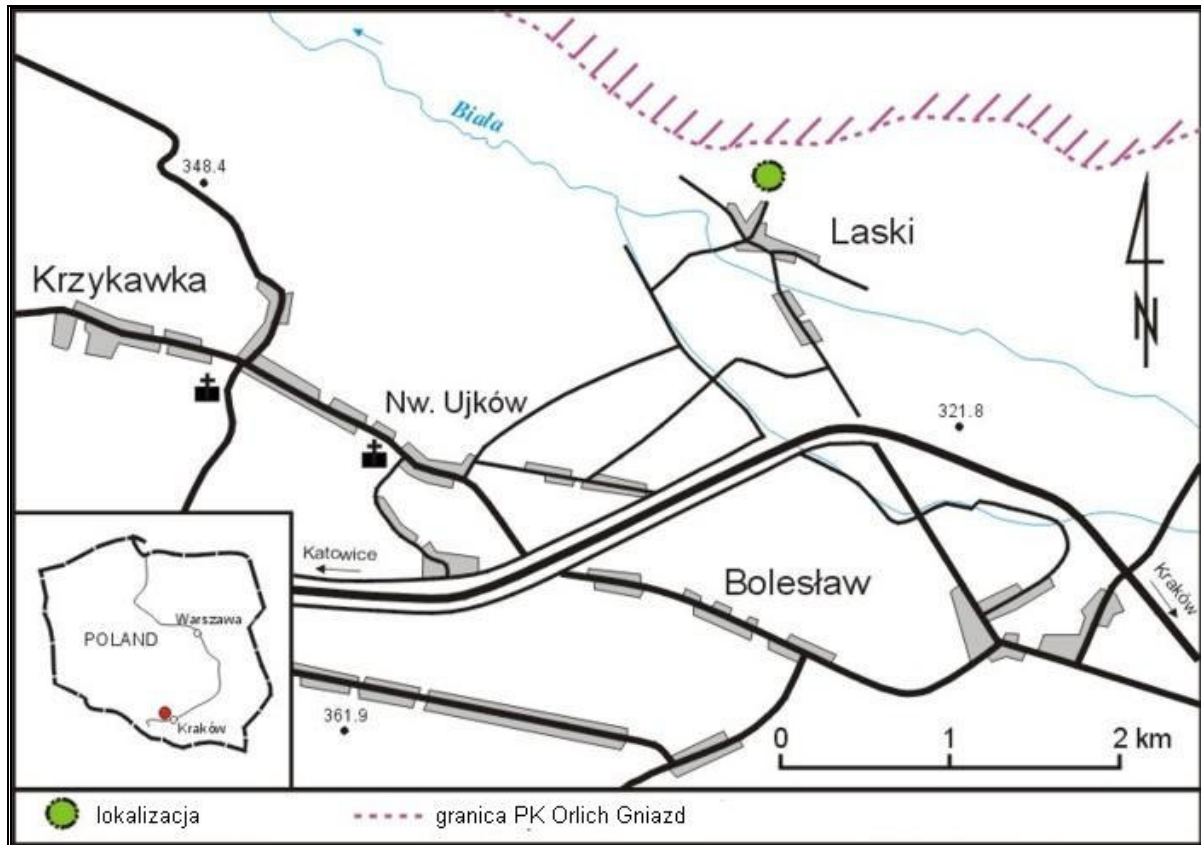 Biała
348.4
Laski
Krzykawka
N
Nw. Ujków
321.8
Katowice
Bolesław
Kraków
Warszawa
POLAND
Kraków
361.9
0 1 2 km
lokalizacja granica PK Orlich Gniazd